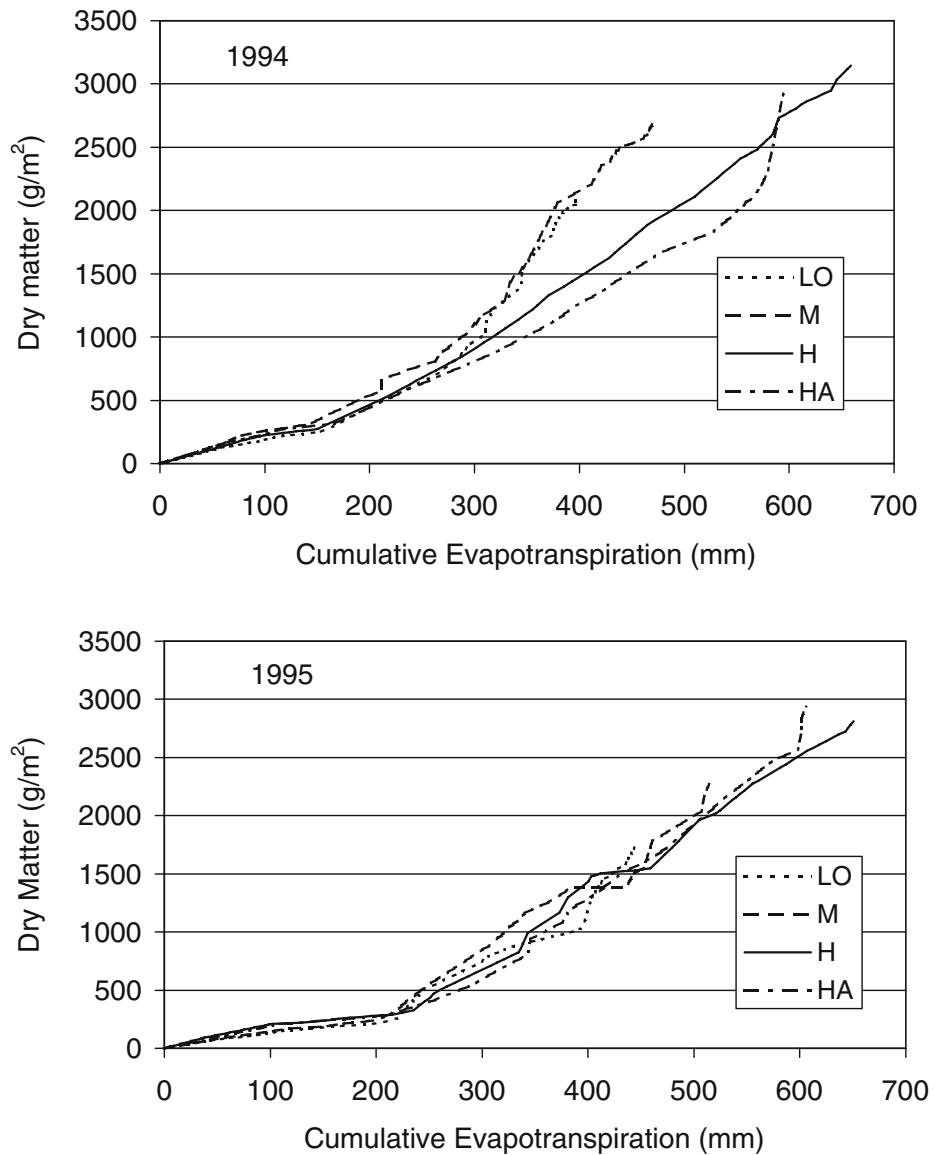 3500
1994
3000
Dry matter (g/m²)
2500
2000
1500
LO
M
1000
H
500
HA
0
0 100 200 300 400 500 600 700
Cumulative Evapotranspiration (mm)
3500
1995
3000
Dry Matter (g/m²)
2500
2000
1500
LO
M
1000
H
500
HA
0
0 100 200 300 400 500 600 700
Cumulative Evapotranspiration (mm)